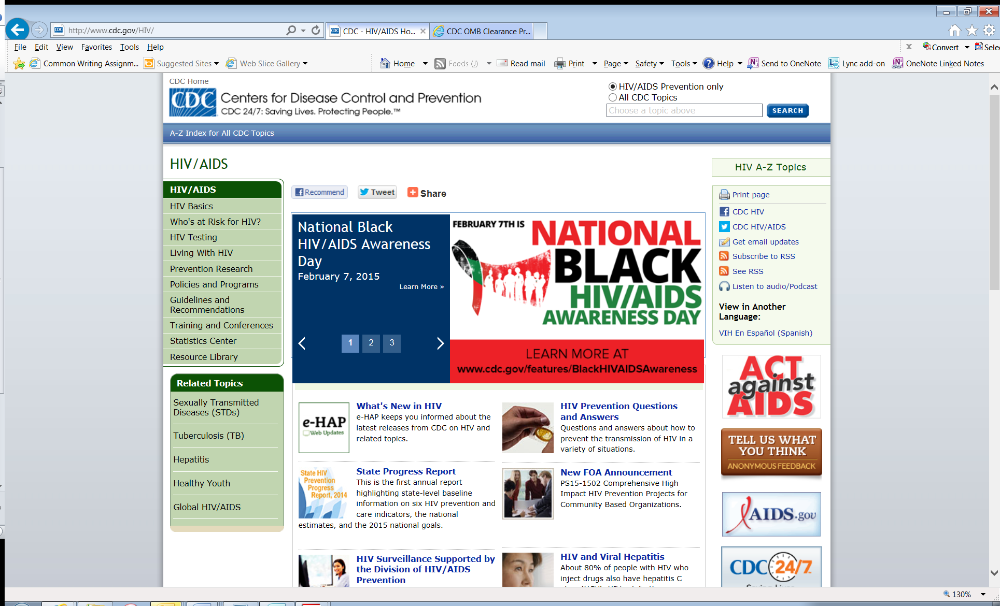 http://www.cdc.gov/HIV/
CDC - HIV/AIDS Ho...
CDC OMB Clearance Pr...
File Edit View Favorites Tools Help
Convert
Common Writing Assignm...
Suggested Sites
Web Slice Gallery
Home
Feeds (J)
Read mail
Print
Page
Safety
Tools
Help
Send to OneNote
Lync add-on
OneNote Linked Notes
CDC Home
CDC
Centers for Disease Control and Prevention
CDC 24/7: Saving Lives. Protecting People.™
HIV/AIDS Prevention only
All CDC Topics
Choose a topic above
SEARCH
A-Z Index for All CDC Topics
HIV/AIDS
HIV/AIDS
HIV Basics
Who's at Risk for HIV?
HIV Testing
Living With HIV
Prevention Research
Policies and Programs
Guidelines and
Recommendations
Training and Conferences
Statistics Center
Resource Library
Related Topics
Sexually Transmitted
Diseases (STDs)
Tuberculosis (TB)
Hepatitis
Healthy Youth
Global HIV/AIDS
Recommend
Tweet
Share
National Black
HIV/AIDS Awareness
Day
February 7, 2015
Learn More »
1 2 3
FEBRUARY 7TH IS
NATIONAL
BLACK
HIV/AIDS
AWARENESS DAY
LEARN MORE AT
www.cdc.gov/features/BlackHIVAIDSAwareness
e-HAP
Web Updates
What's New in HIV
e-HAP keeps you informed about the
latest releases from CDC on HIV and
related topics.
HIV Prevention Questions
and Answers
Questions and answers about how to
prevent the transmission of HIV in a
variety of situations.
State HIV
Prevention
Progress
Report, 2014
State Progress Report
This is the first annual report
highlighting state-level baseline
information on six HIV prevention and
care indicators, the national
estimates, and the 2015 national goals.
New FOA Announcement
PS15-1502 Comprehensive High
Impact HIV Prevention Projects for
Community Based Organizations.
HIV Surveillance Supported by
the Division of HIV/AIDS
Prevention
HIV and Viral Hepatitis
About 80% of people with HIV who
inject drugs also have hepatitis C
HIV A-Z Topics
Print page
CDC HIV
CDC HIV/AIDS
Get email updates
Subscribe to RSS
See RSS
Listen to audio/Podcast
View in Another
Language:
VIH En Español (Spanish)
ACT
against
AIDS
TELL US WHAT
YOU THINK
ANONYMOUS FEEDBACK
AIDS.gov
CDC 24/7
130%